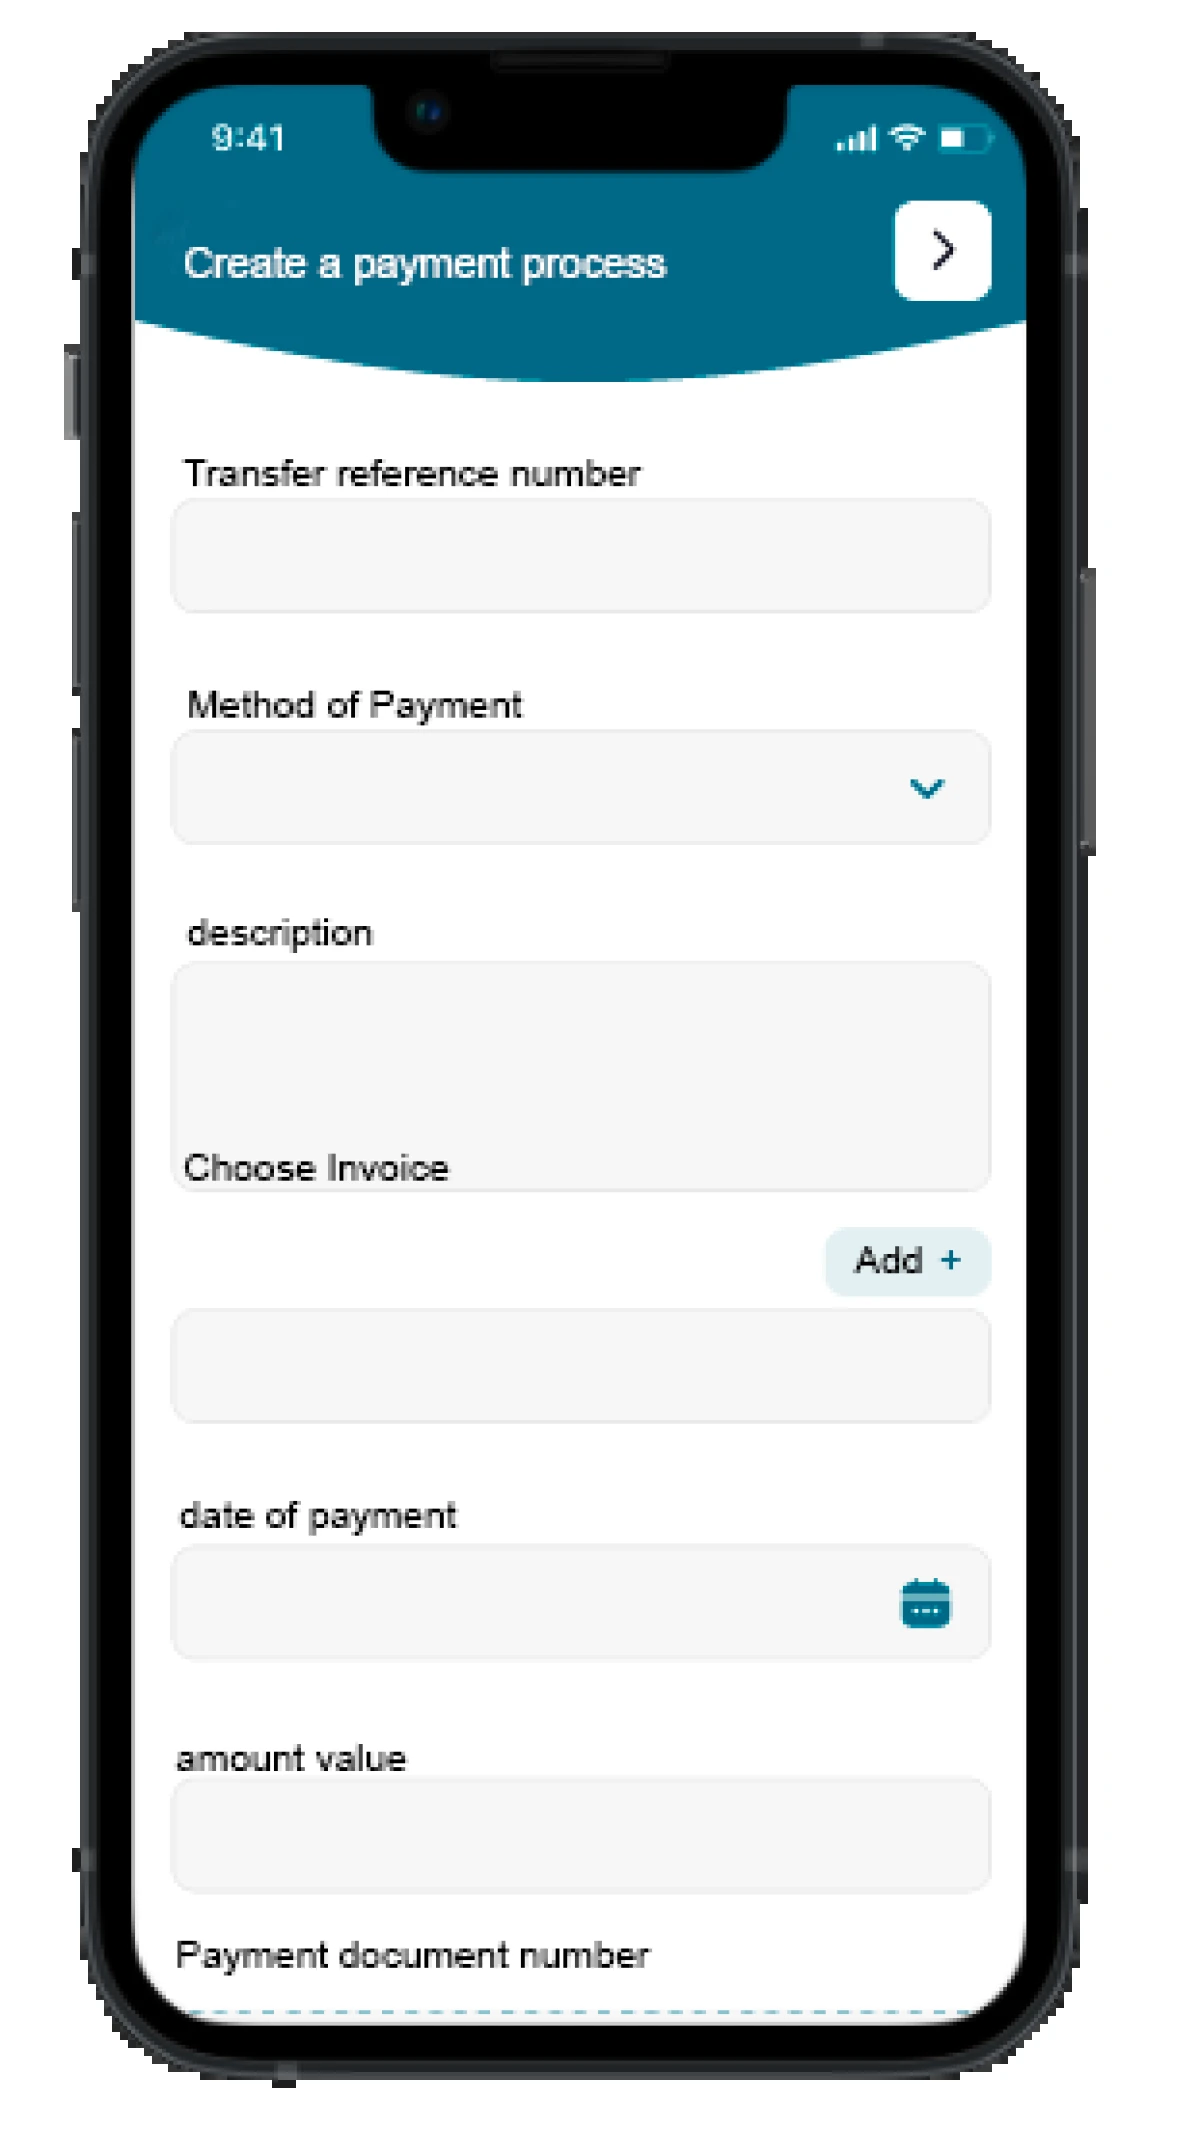 9:41
Create a payment process
Transfer reference number
Method of Payment
description
Choose Invoice
Add +
date of payment
amount value
Payment document number